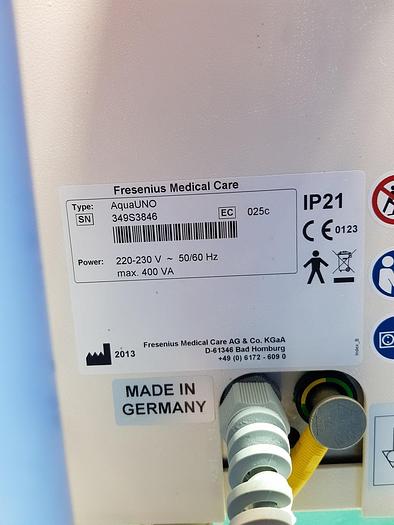 Fresenius Medical Care
Type: AquaUNO
SN 349S3846 EC 025c
Power: 220-230 V ~ 50/60 Hz
max. 400 VA
IP21
CE 0123
2013
Fresenius Medical Care AG & Co. KGaA
D-61346 Bad Homburg
+49 (0) 6172 - 609 0
Index_B
MADE IN
GERMANY